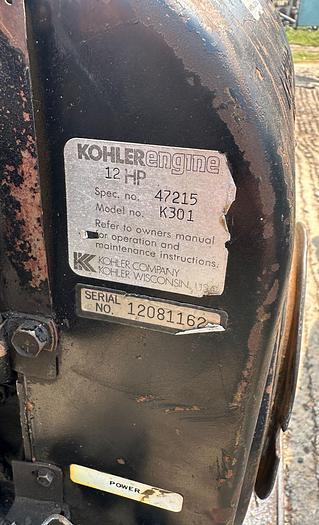 KOHLERengine
12 HP
Spec. no. 47215
Model no. K301
Refer to owners manual
for operation and
maintenance instructions.
K KOHLER COMPANY
KOHLER WISCONSIN, U.S.A.
SERIAL
NO. 12081162
POWER